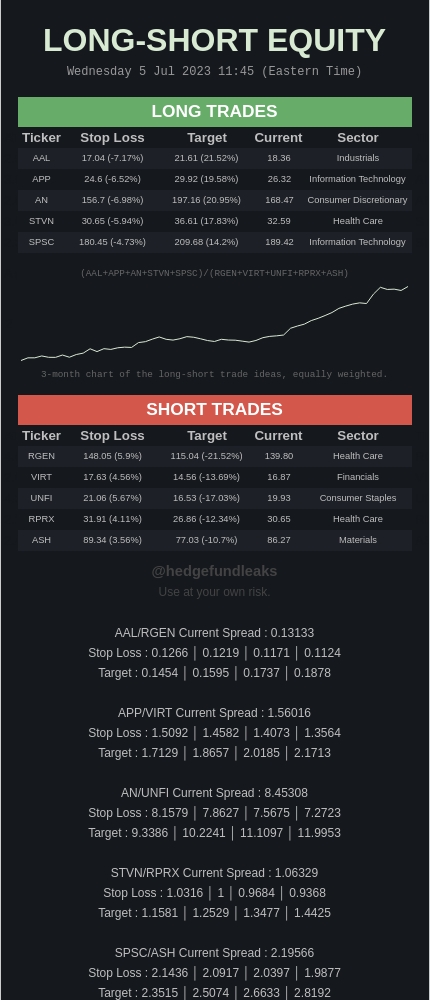 LONG-SHORT EQUITY
Wednesday 5 Jul 2023 11:45 (Eastern Time)
LONG TRADES
Ticker Stop Loss Target Current Sector
AAL 17.04 (-7.17%) 21.61 (21.52%) 18.36 Industrials
APP 24.6 (-6.52%) 29.92 (19.58%) 26.32 Information Technology
AN 156.7 (-6.98%) 197.16 (20.95%) 168.47 Consumer Discretionary
STVN 30.65 (-5.94%) 36.61 (17.83%) 32.59 Health Care
SPSC 180.45 (-4.73%) 209.68 (14.2%) 189.42 Information Technology
(AAL+APP+AN+STVN+SPSC)/(RGEN+VIRT+UNFI+RPRX+ASH)
3-month chart of the long-short trade ideas, equally weighted.
SHORT TRADES
Ticker Stop Loss Target Current Sector
RGEN 148.05 (5.9%) 115.04 (-21.52%) 139.80 Health Care
VIRT 17.63 (4.56%) 14.56 (-13.69%) 16.87 Financials
UNFI 21.06 (5.67%) 16.53 (-17.03%) 19.93 Consumer Staples
RPRX 31.91 (4.11%) 26.86 (-12.34%) 30.65 Health Care
ASH 89.34 (3.56%) 77.03 (-10.7%) 86.27 Materials
@hedgefundleaks
Use at your own risk.
AAL/RGEN Current Spread : 0.13133
Stop Loss : 0.1266 │ 0.1219 │ 0.1171 │ 0.1124
Target : 0.1454 │ 0.1595 │ 0.1737 │ 0.1878
APP/VIRT Current Spread : 1.56016
Stop Loss : 1.5092 │ 1.4582 │ 1.4073 │ 1.3564
Target : 1.7129 │ 1.8657 │ 2.0185 │ 2.1713
AN/UNFI Current Spread : 8.45308
Stop Loss : 8.1579 │ 7.8627 │ 7.5675 │ 7.2723
Target : 9.3386 │ 10.2241 │ 11.1097 │ 11.9953
STVN/RPRX Current Spread : 1.06329
Stop Loss : 1.0316 │ 1 │ 0.9684 │ 0.9368
Target : 1.1581 │ 1.2529 │ 1.3477 │ 1.4425
SPSC/ASH Current Spread : 2.19566
Stop Loss : 2.1436 │ 2.0917 │ 2.0397 │ 1.9877
Target : 2.3515 │ 2.5074 │ 2.6633 │ 2.8192